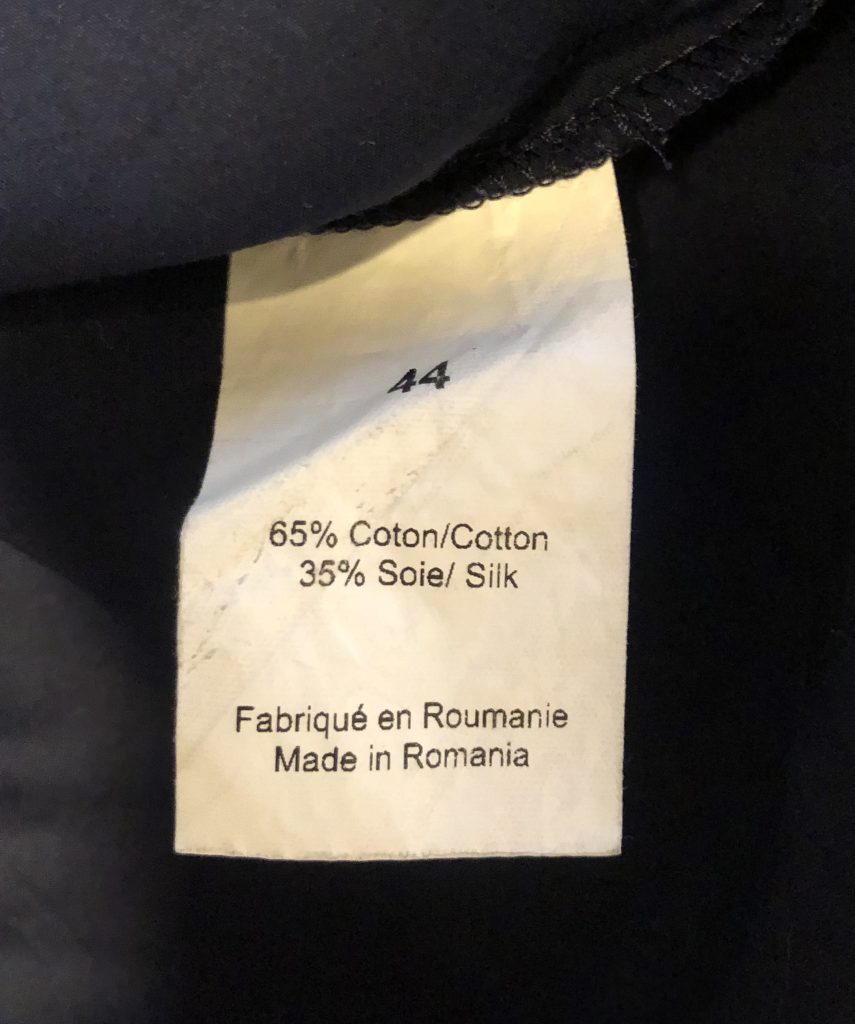 44
65% Coton/Cotton
35% Soie/ Silk
Fabriqué en Roumanie
Made in Romania